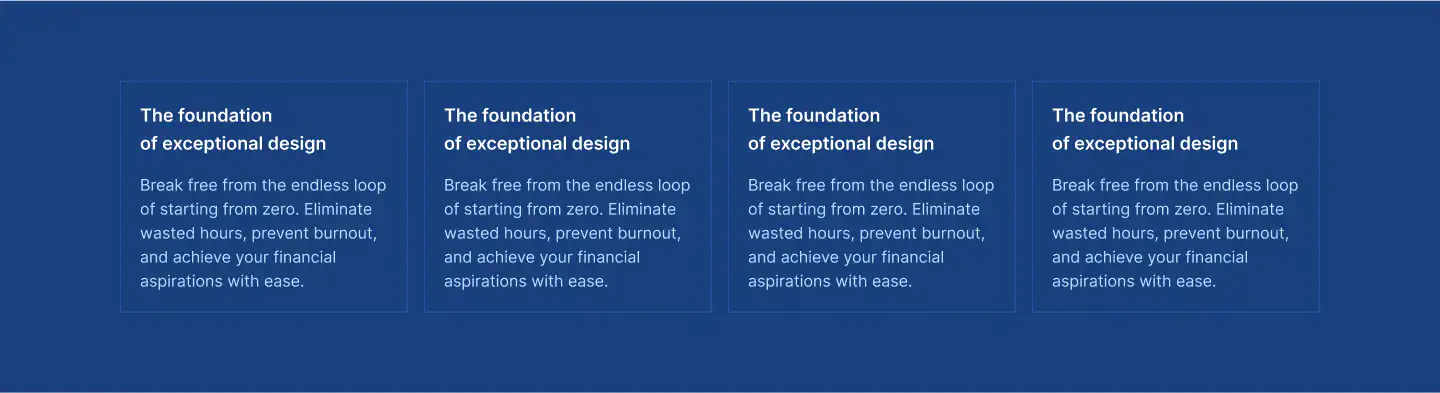 The foundation
of exceptional design
Break free from the endless loop
of starting from zero. Eliminate
wasted hours, prevent burnout,
and achieve your financial
aspirations with ease.
The foundation
of exceptional design
Break free from the endless loop
of starting from zero. Eliminate
wasted hours, prevent burnout,
and achieve your financial
aspirations with ease.
The foundation
of exceptional design
Break free from the endless loop
of starting from zero. Eliminate
wasted hours, prevent burnout,
and achieve your financial
aspirations with ease.
The foundation
of exceptional design
Break free from the endless loop
of starting from zero. Eliminate
wasted hours, prevent burnout,
and achieve your financial
aspirations with ease.